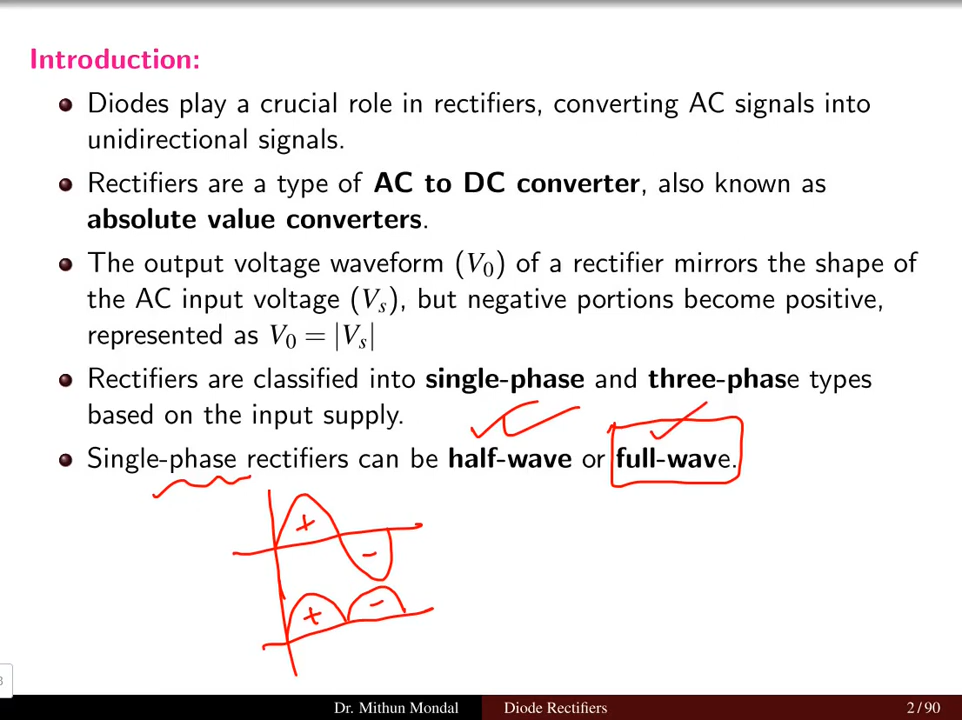 Introduction:
Diodes play a crucial role in rectifiers, converting AC signals into
unidirectional signals.
Rectifiers are a type of AC to DC converter, also known as
absolute value converters.
The output voltage waveform (V₀) of a rectifier mirrors the shape of
the AC input voltage (Vₛ), but negative portions become positive,
represented as V₀ = |Vₛ|
Rectifiers are classified into single-phase and three-phase types
based on the input supply.
Single-phase rectifiers can be half-wave or full-wave.
+
-
+ -
3
Dr. Mithun Mondal Diode Rectifiers 2 / 90